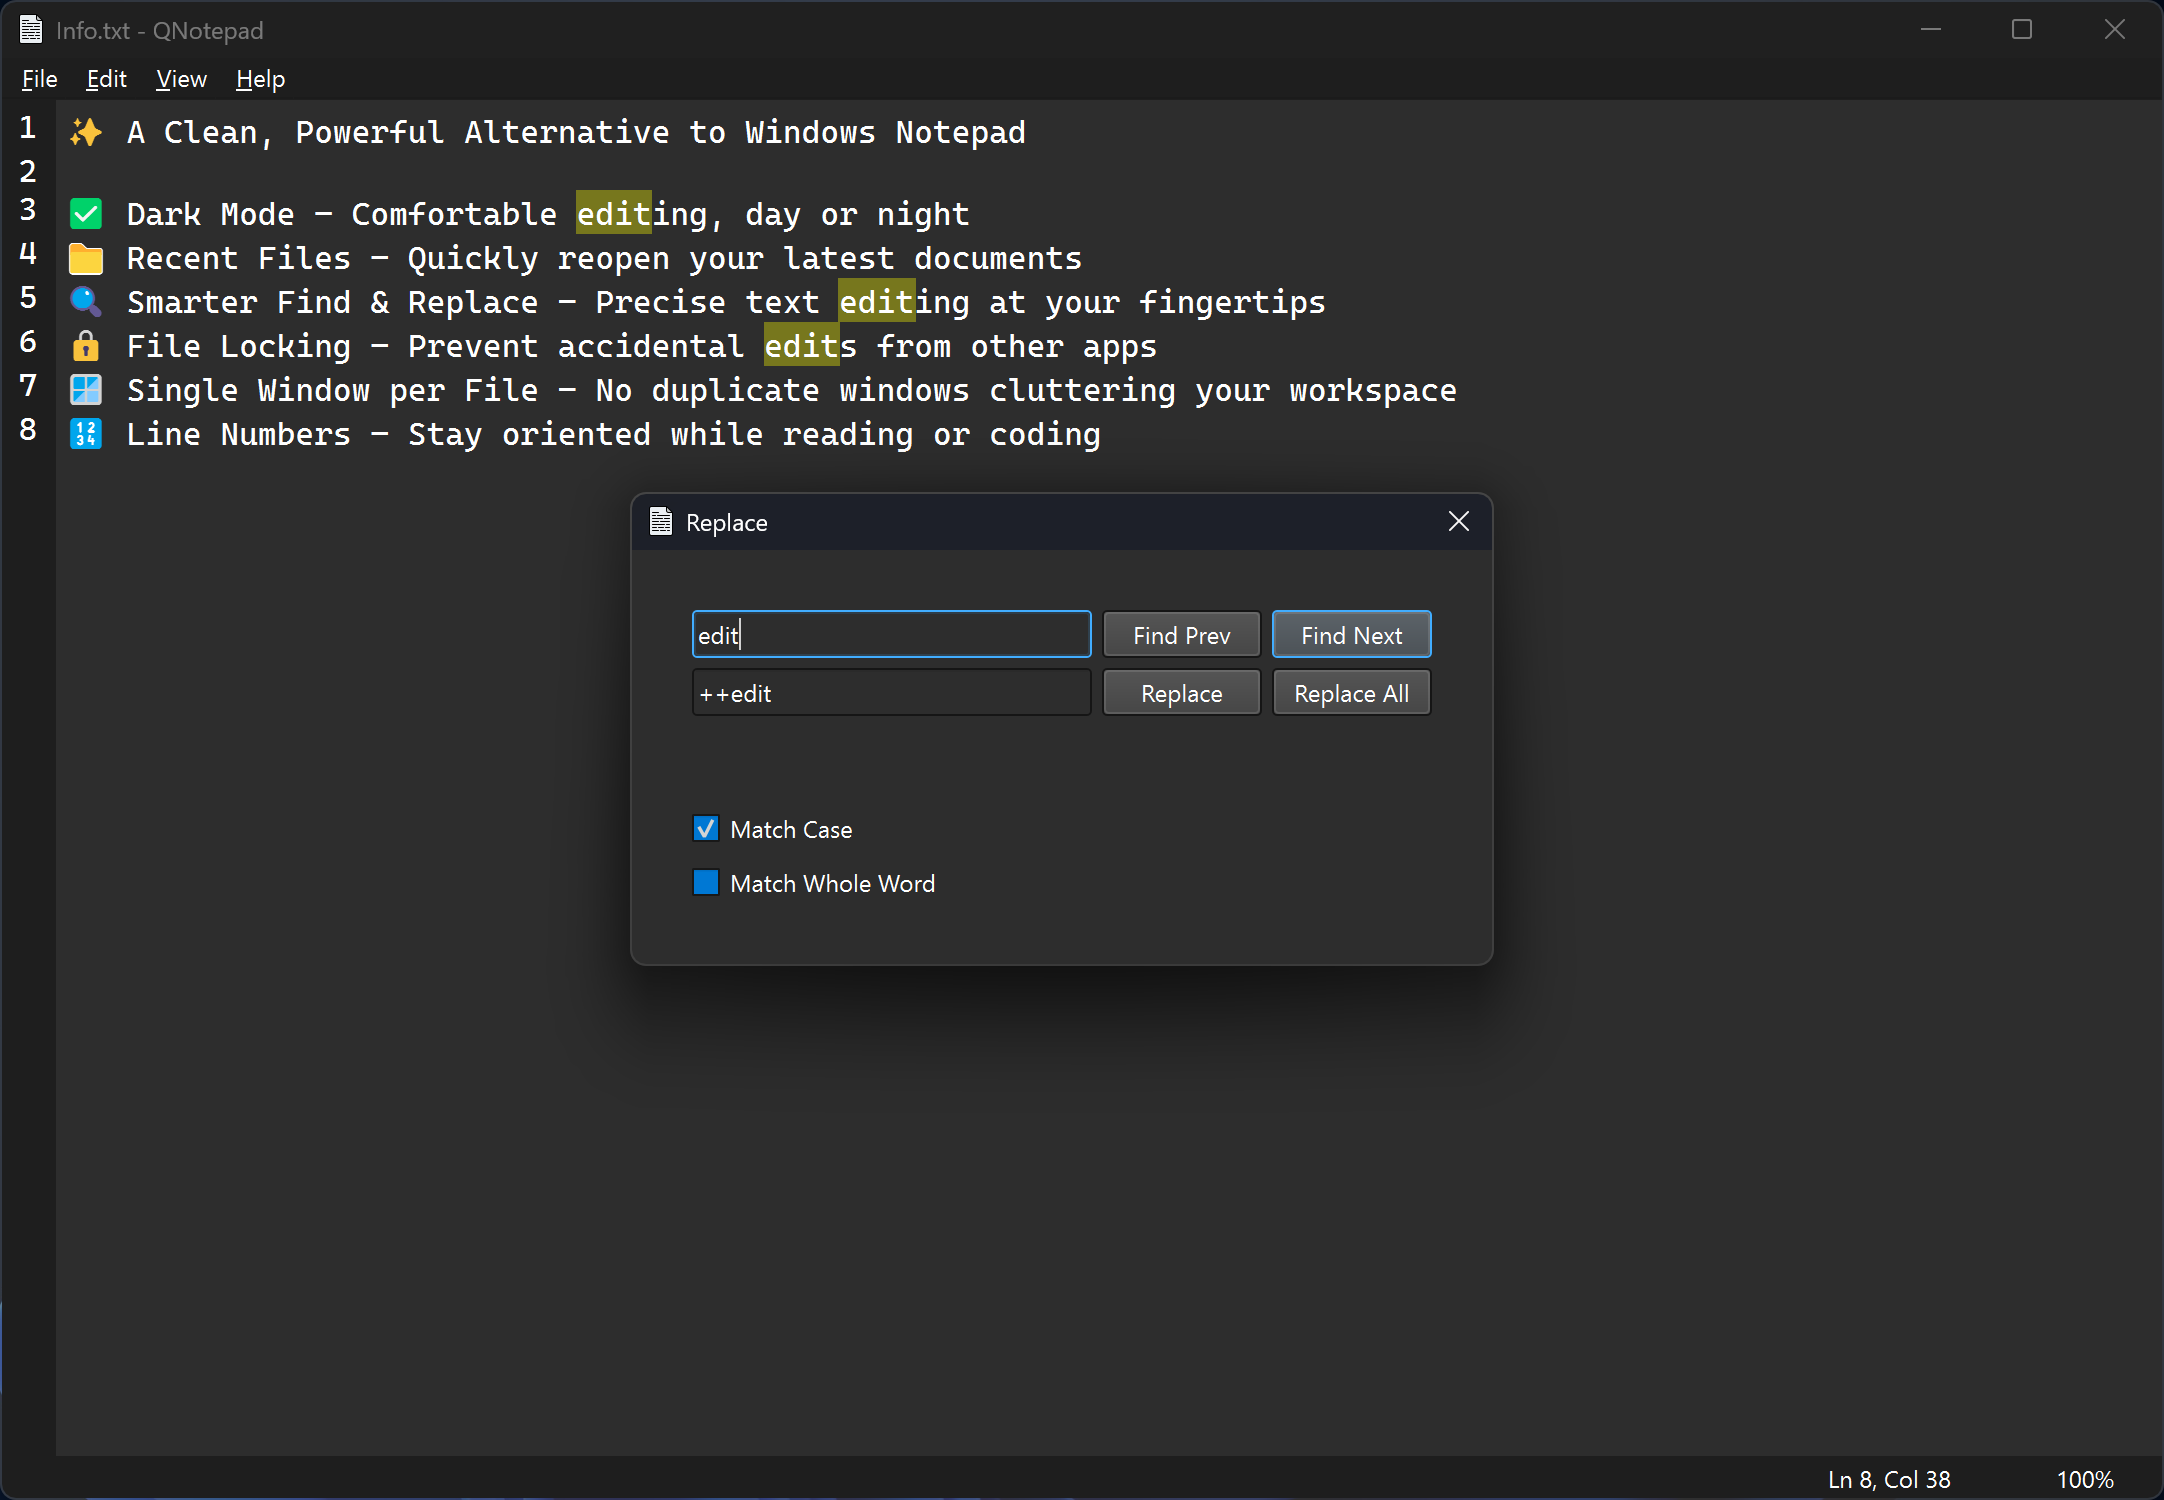 Info.txt - QNotepad
File Edit View Help
1 ✨ A Clean, Powerful Alternative to Windows Notepad
2
3 ✅ Dark Mode – Comfortable editing, day or night
4 📁 Recent Files – Quickly reopen your latest documents
5 🔍 Smarter Find & Replace – Precise text editing at your fingertips
6 🔒 File Locking – Prevent accidental edits from other apps
7 🪟 Single Window per File – No duplicate windows cluttering your workspace
8 🔢 Line Numbers – Stay oriented while reading or coding
Replace
edit Find Prev Find Next
++edit Replace Replace All
Match Case
Match Whole Word
Ln 8, Col 38 100%